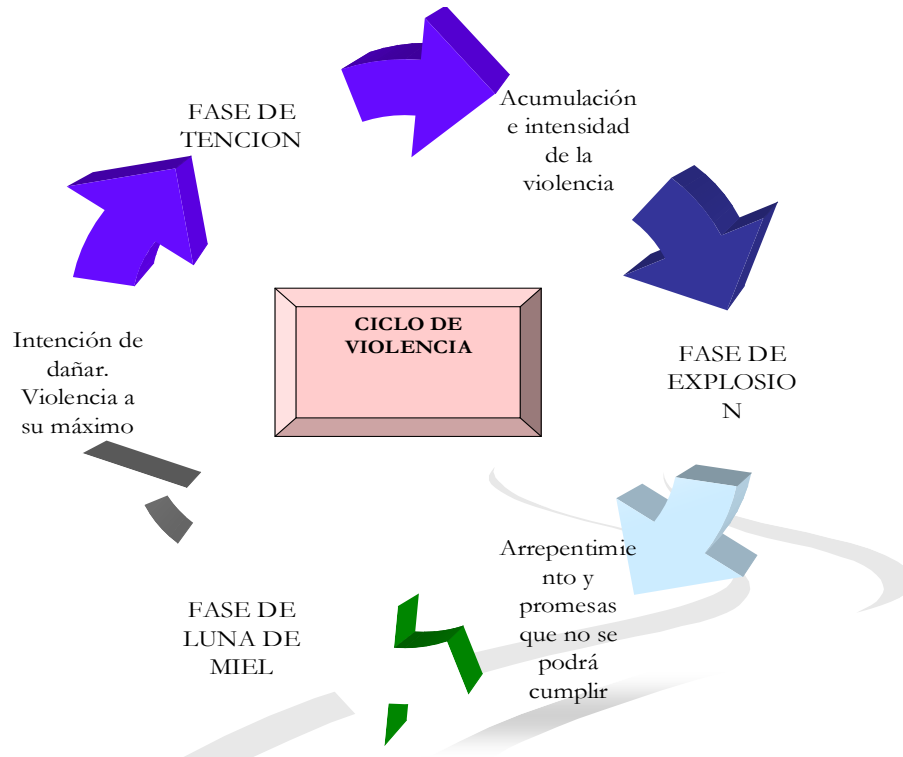 FASE DE
TENCION
Acumulación
e intensidad
de la
violencia
CICLO DE
VIOLENCIA
FASE DE
EXPLOSIO
N
Intención de
dañar.
Violencia a
su máximo
Arrepentimie
nto y
promesas
que no se
podrá
cumplir
FASE DE
LUNA DE
MIEL